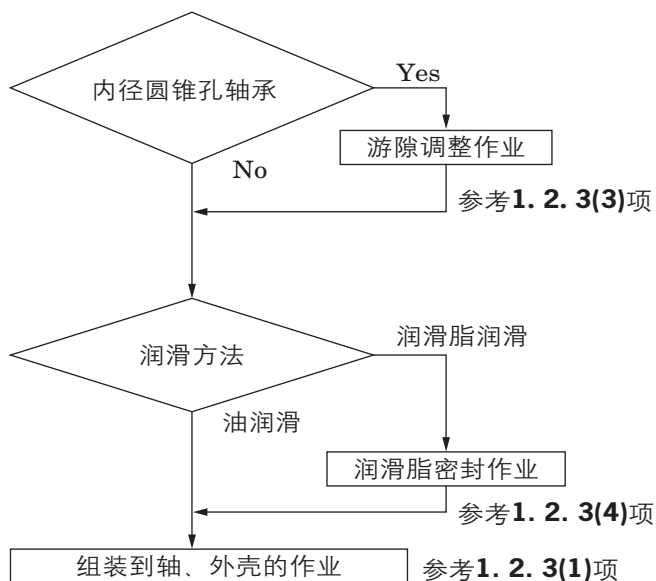 内径圆锥孔轴承
Yes
游隙调整作业
No
参考1. 2. 3(3)项
润滑方法
润滑脂润滑
油润滑
润滑脂密封作业
参考1. 2. 3(4)项
组装到轴、外壳的作业
参考1. 2. 3(1)项